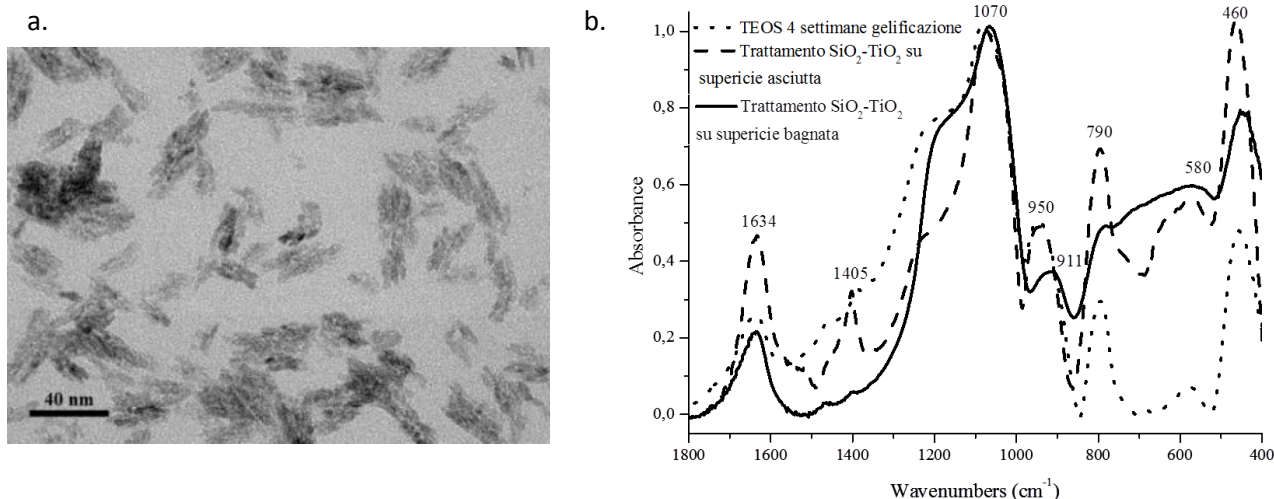 a.
40 nm
b.
TEOS 4 settimane gelificazione
Trattamento SiO₂-TiO₂ su
supericie asciutta
Trattamento SiO₂-TiO₂
su supericie bagnata
1070
460
790
580
950
911
1634
1405
1,0
0,8
0,6
0,4
0,2
0,0
Absorbance
1800 1600 1400 1200 1000 800 600 400
Wavenumbers (cm⁻¹)